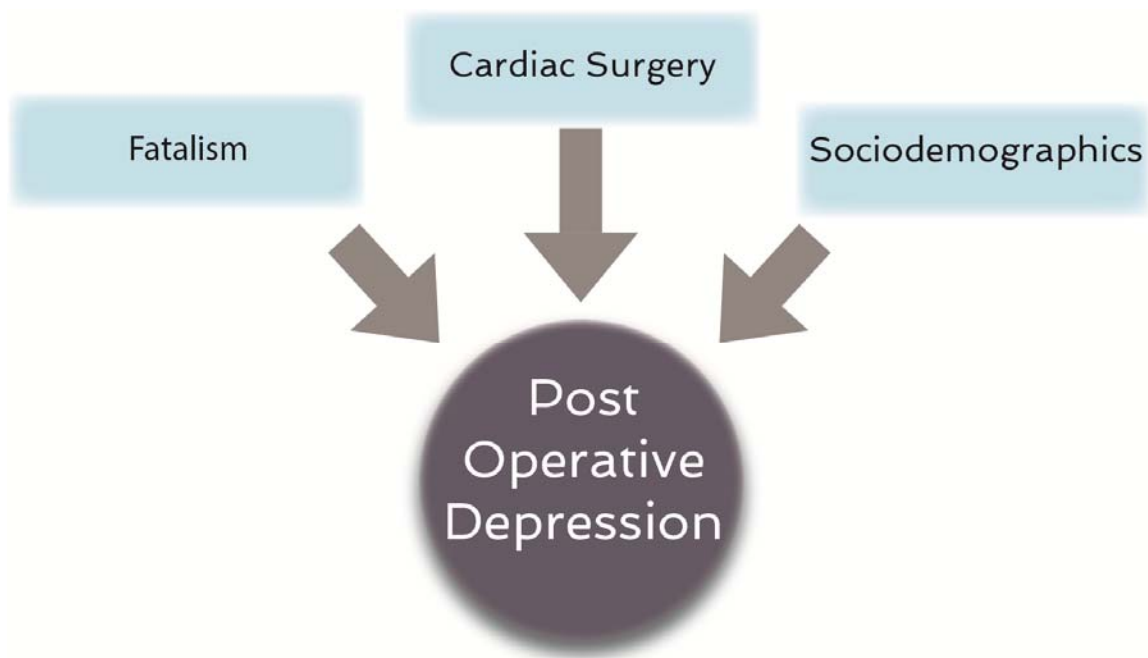 Cardiac Surgery
Fatalism
Sociodemographics
Post
Operative
Depression